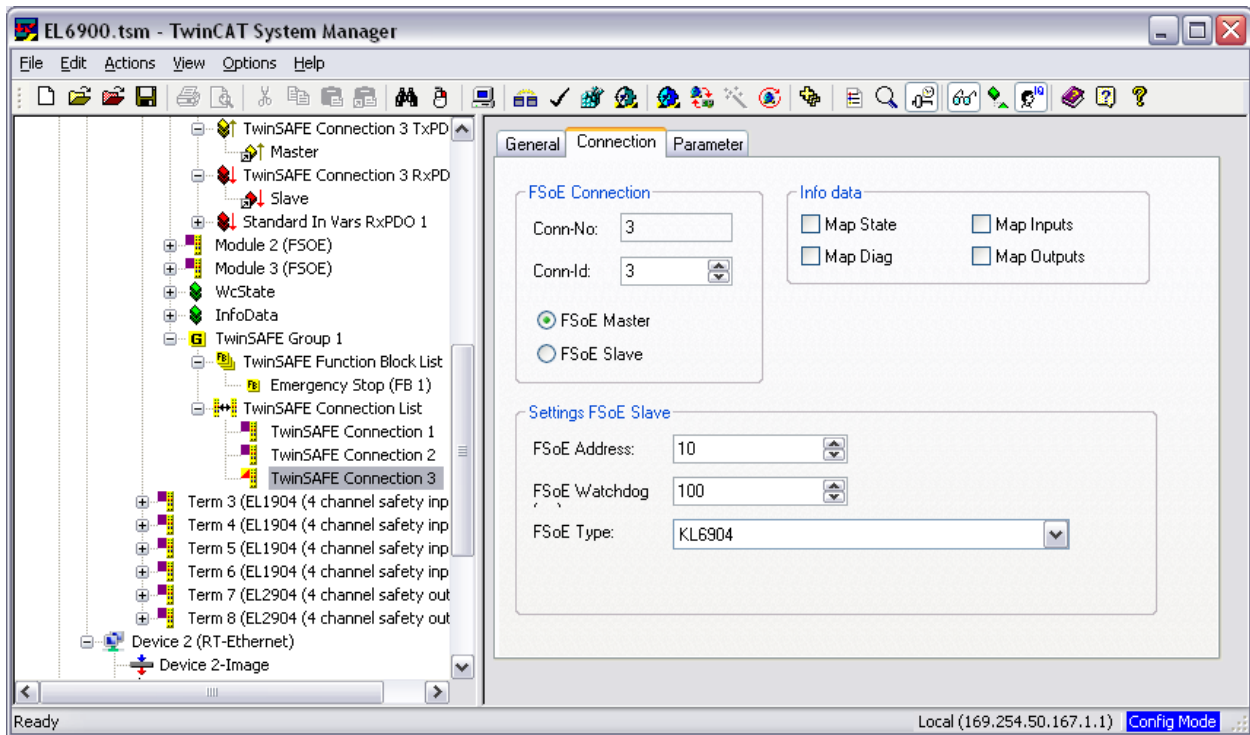 EL6900.tsm - TwinCAT System Manager
File Edit Actions View Options Help
TwinSAFE Connection 3 TxPD
Master
TwinSAFE Connection 3 RxPD
Slave
Standard In Vars RxPDO 1
Module 2 (FSOE)
Module 3 (FSOE)
WcState
InfoData
G TwinSAFE Group 1
TwinSAFE Function Block List
Emergency Stop (FB 1)
TwinSAFE Connection List
TwinSAFE Connection 1
TwinSAFE Connection 2
TwinSAFE Connection 3
Term 3 (EL1904 (4 channel safety inp
Term 4 (EL1904 (4 channel safety inp
Term 5 (EL1904 (4 channel safety inp
Term 6 (EL1904 (4 channel safety inp
Term 7 (EL2904 (4 channel safety out
Term 8 (EL2904 (4 channel safety out
Device 2 (RT-Ethernet)
Device 2-Image
General Connection Parameter
FSoE Connection
Conn-No: 3
Conn-Id: 3
FSoE Master
FSoE Slave
Info data
Map State Map Inputs
Map Diag Map Outputs
Settings FSoE Slave
FSoE Address: 10
FSoE Watchdog 100
FSoE Type: KL6904
Ready Local (169.254.50.167.1.1) Config Mode